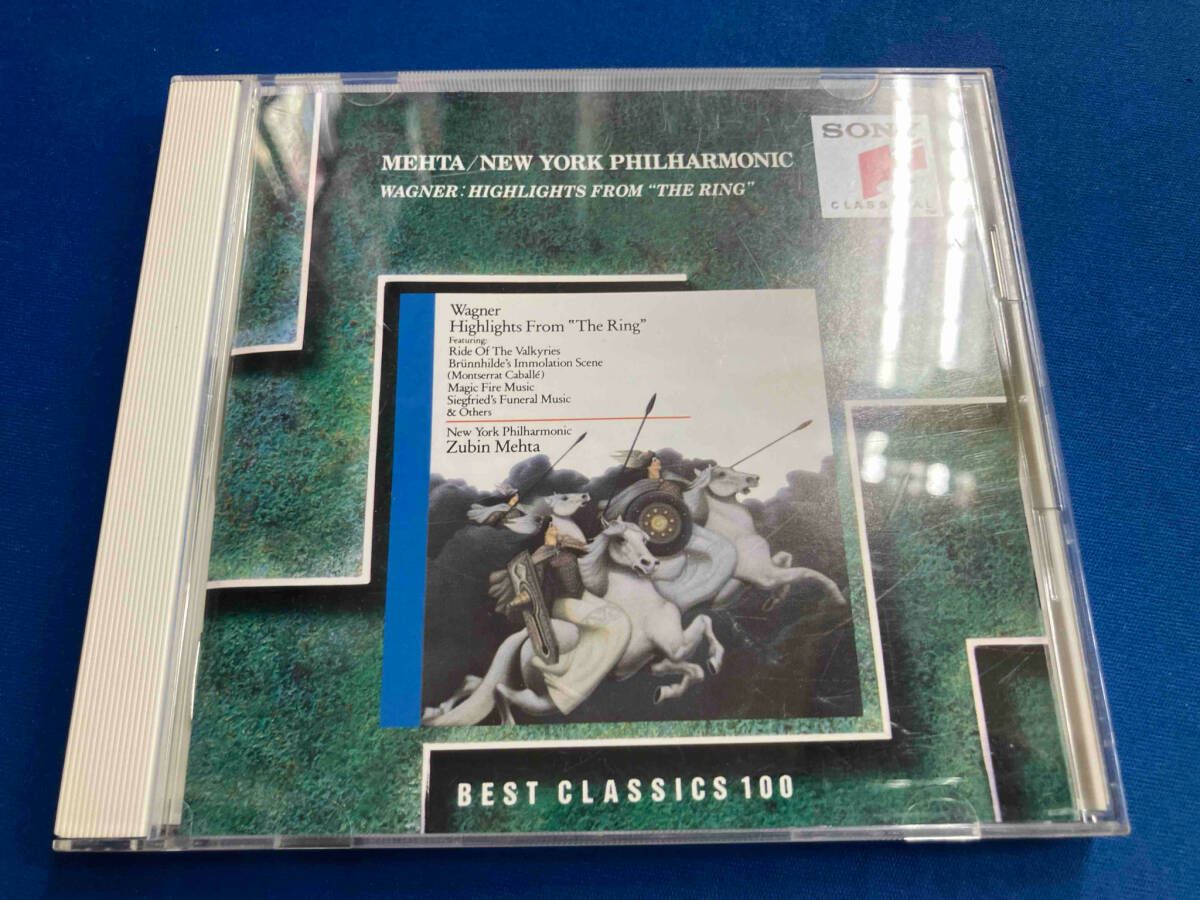 MEHTA/NEW YORK PHILHARMONIC
WAGNER: HIGHLIGHTS FROM "THE RING"
SONY
CLASSICAL
Wagner
Highlights From "The Ring"
Featuring:
Ride Of The Valkyries
Brünnhilde's Immolation Scene
(Montserrat Caballé)
Magic Fire Music
Siegfried's Funeral Music
& Others
New York Philharmonic
Zubin Mehta
BEST CLASSICS 100